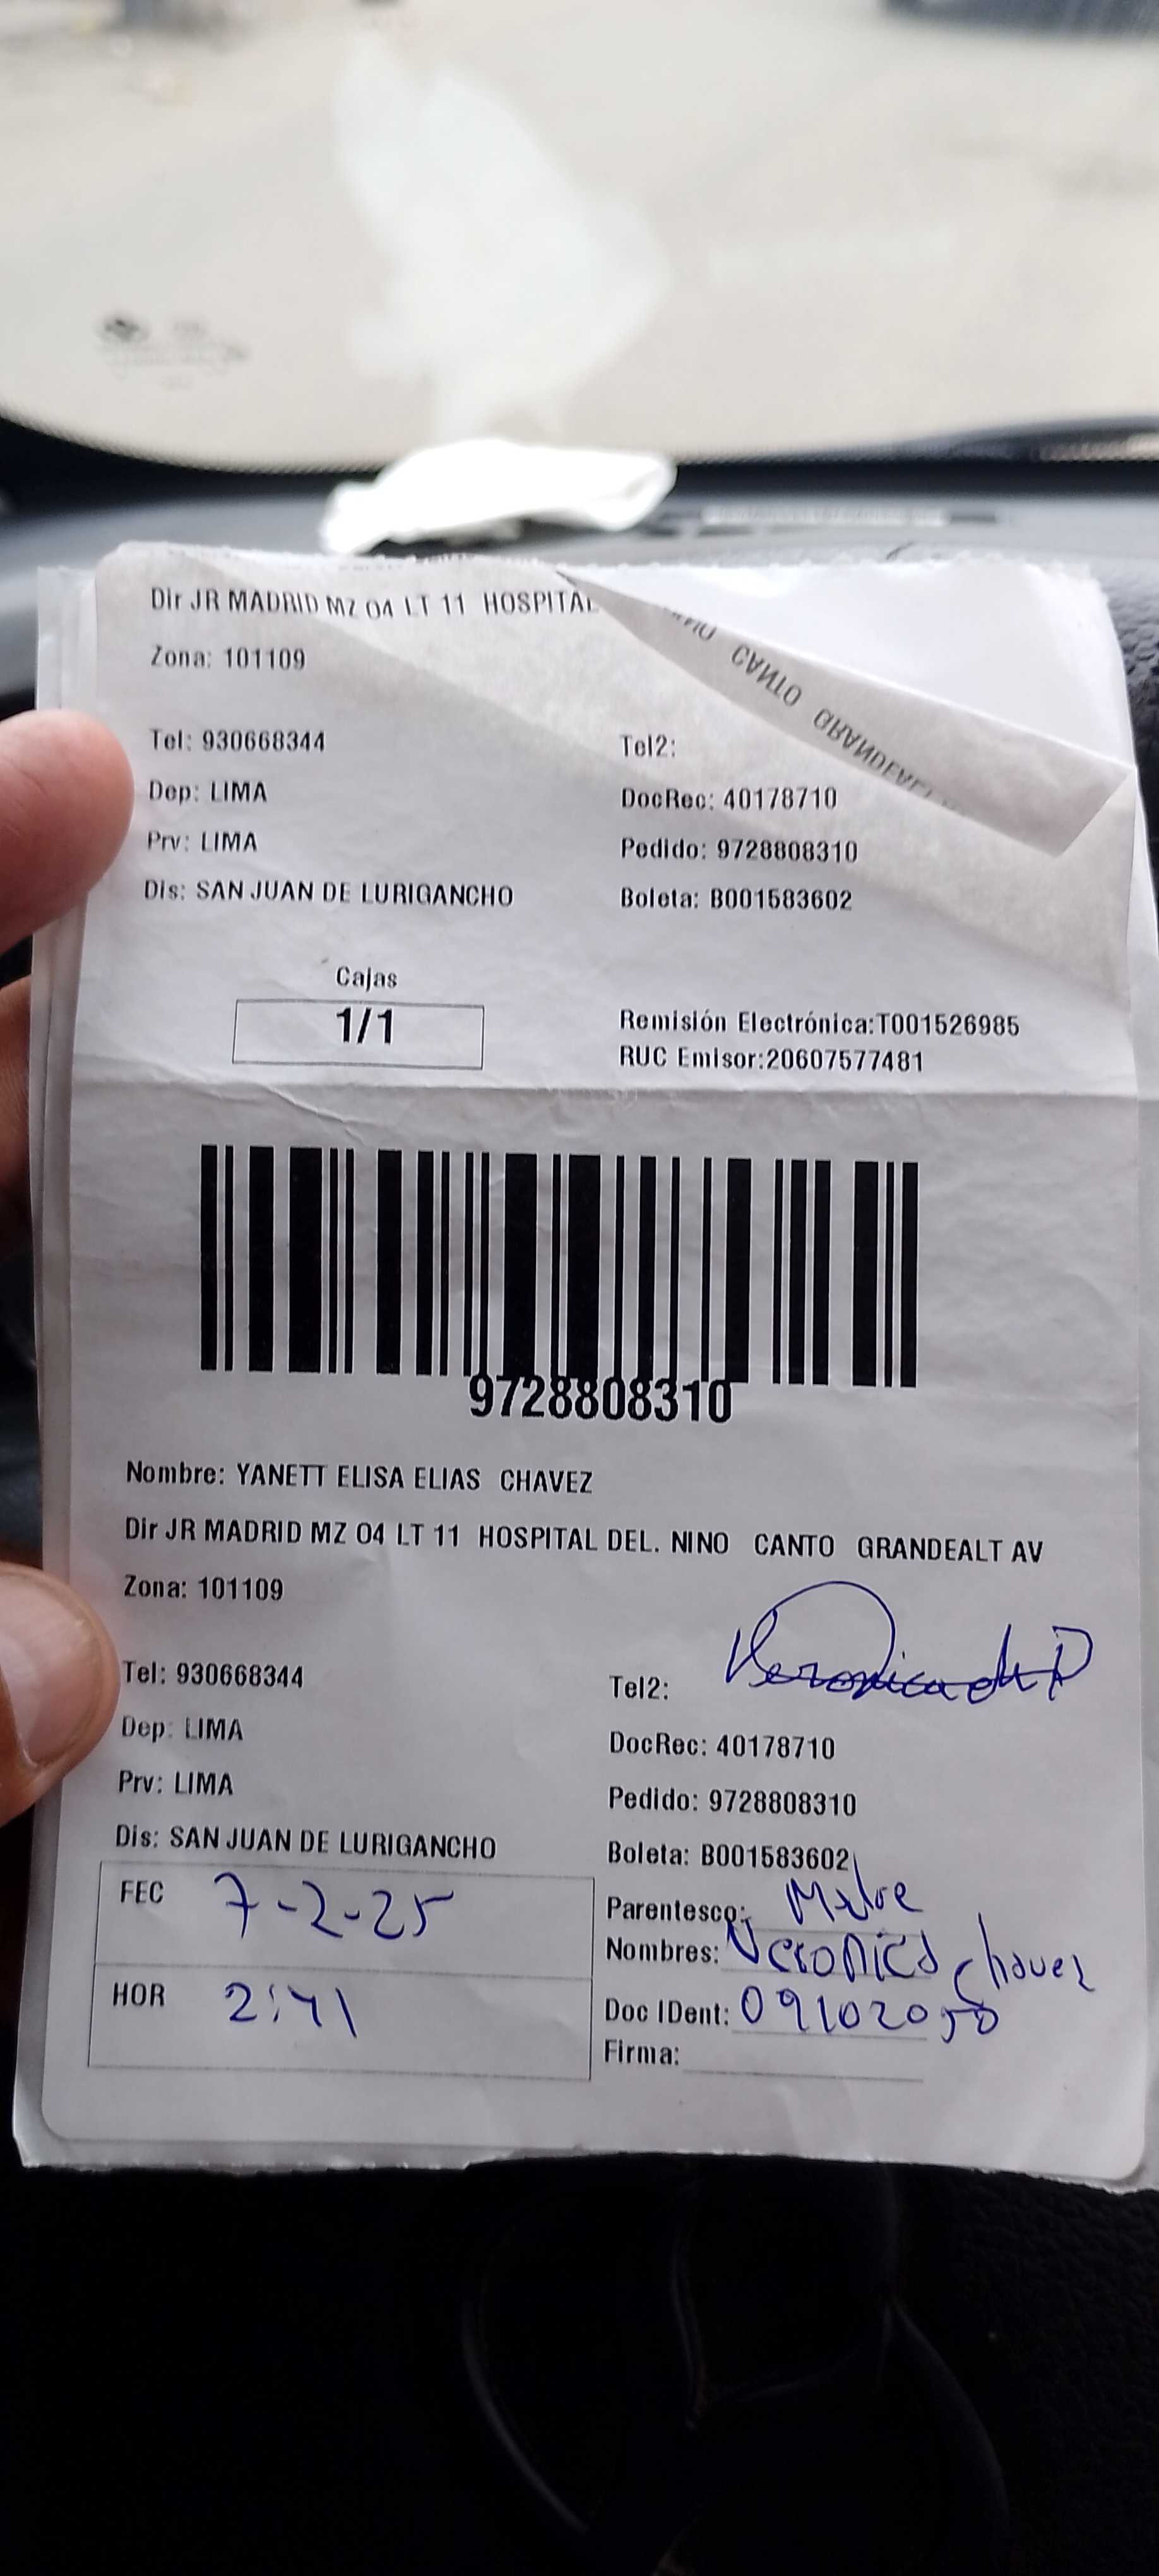 Dir JR MADRID MZ 04 LT 11 HOSPITAL
CANTO GRANDEALT
Zona: 101109
Tel: 930668344 Tel2:
Dep: LIMA DocRec: 40178710
Prv: LIMA Pedido: 9728808310
Dis: SAN JUAN DE LURIGANCHO Boleta: B001583602
Cajas
1/1
Remisión Electrónica:T001526985
RUC Emisor:20607577481
9728808310
Nombre: YANETT ELISA ELIAS CHAVEZ
Dir JR MADRID MZ 04 LT 11 HOSPITAL DEL. NINO CANTO GRANDEALT AV
Zona: 101109
Tel: 930668344 Tel2:
Dep: LIMA DocRec: 40178710
Prv: LIMA Pedido: 9728808310
Dis: SAN JUAN DE LURIGANCHO Boleta: B001583602
FEC 7-2-25 Parentesco: Madre
Nombres: Veronica Chavez
HOR 2:41 Doc IDent: 09102050
Firma: